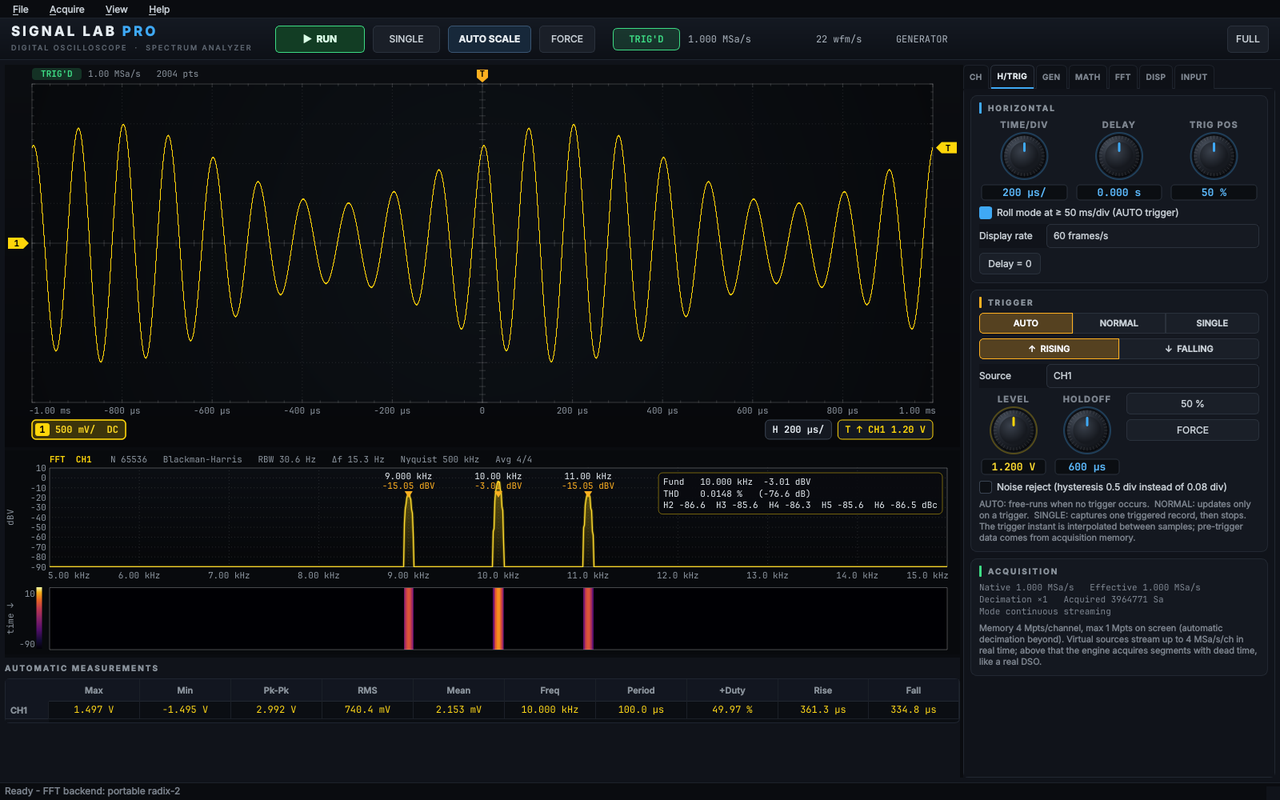 File Acquire View Help
SIGNAL LAB PRO
DIGITAL OSCILLOSCOPE · SPECTRUM ANALYZER
▶ RUN SINGLE AUTO SCALE FORCE TRIG'D 1.000 MSa/s 22 wfm/s GENERATOR FULL
TRIG'D 1.00 MSa/s 2004 pts
T
T
1
-1.00 ms -800 µs -600 µs -400 µs -200 µs 0 200 µs 400 µs 600 µs 800 µs 1.00 ms
1 500 mV/ DC H 200 µs/ T ↑ CH1 1.20 V
FFT CH1 N 65536 Blackman-Harris RBW 30.6 Hz Δf 15.3 Hz Nyquist 500 kHz Avg 4/4
10
0
-10
-20
-30
-40
-50
-60
-70
-80
-90
dBV
9.000 kHz 10.00 kHz 11.00 kHz
-15.05 dBV -3.01 dBV -15.05 dBV
Fund 10.000 kHz -3.01 dBV
THD 0.0148 % (-76.6 dB)
H2 -86.6 H3 -85.6 H4 -86.3 H5 -85.6 H6 -86.5 dBc
5.00 kHz 6.00 kHz 7.00 kHz 8.00 kHz 9.00 kHz 10.0 kHz 11.0 kHz 12.0 kHz 13.0 kHz 14.0 kHz 15.0 kHz
10
time →
-90
AUTOMATIC MEASUREMENTS
Max Min Pk-Pk RMS Mean Freq Period +Duty Rise Fall
CH1 1.497 V -1.495 V 2.992 V 740.4 mV 2.153 mV 10.000 kHz 100.0 µs 49.97 % 361.3 µs 334.8 µs
CH H/TRIG GEN MATH FFT DISP INPUT
HORIZONTAL
TIME/DIV DELAY TRIG POS
200 µs/ 0.000 s 50 %
Roll mode at ≥ 50 ms/div (AUTO trigger)
Display rate 60 frames/s
Delay = 0
TRIGGER
AUTO NORMAL SINGLE
↑ RISING ↓ FALLING
Source CH1
LEVEL HOLDOFF 50 %
FORCE
1.200 V 600 µs
Noise reject (hysteresis 0.5 div instead of 0.08 div)
AUTO: free-runs when no trigger occurs. NORMAL: updates only
on a trigger. SINGLE: captures one triggered record, then stops.
The trigger instant is interpolated between samples; pre-trigger
data comes from acquisition memory.
ACQUISITION
Native 1.000 MSa/s Effective 1.000 MSa/s
Decimation ×1 Acquired 3964771 Sa
Mode continuous streaming
Memory 4 Mpts/channel, max 1 Mpts on screen (automatic
decimation beyond). Virtual sources stream up to 4 MSa/s/ch in
real time; above that the engine acquires segments with dead time,
like a real DSO.
Ready - FFT backend: portable radix-2